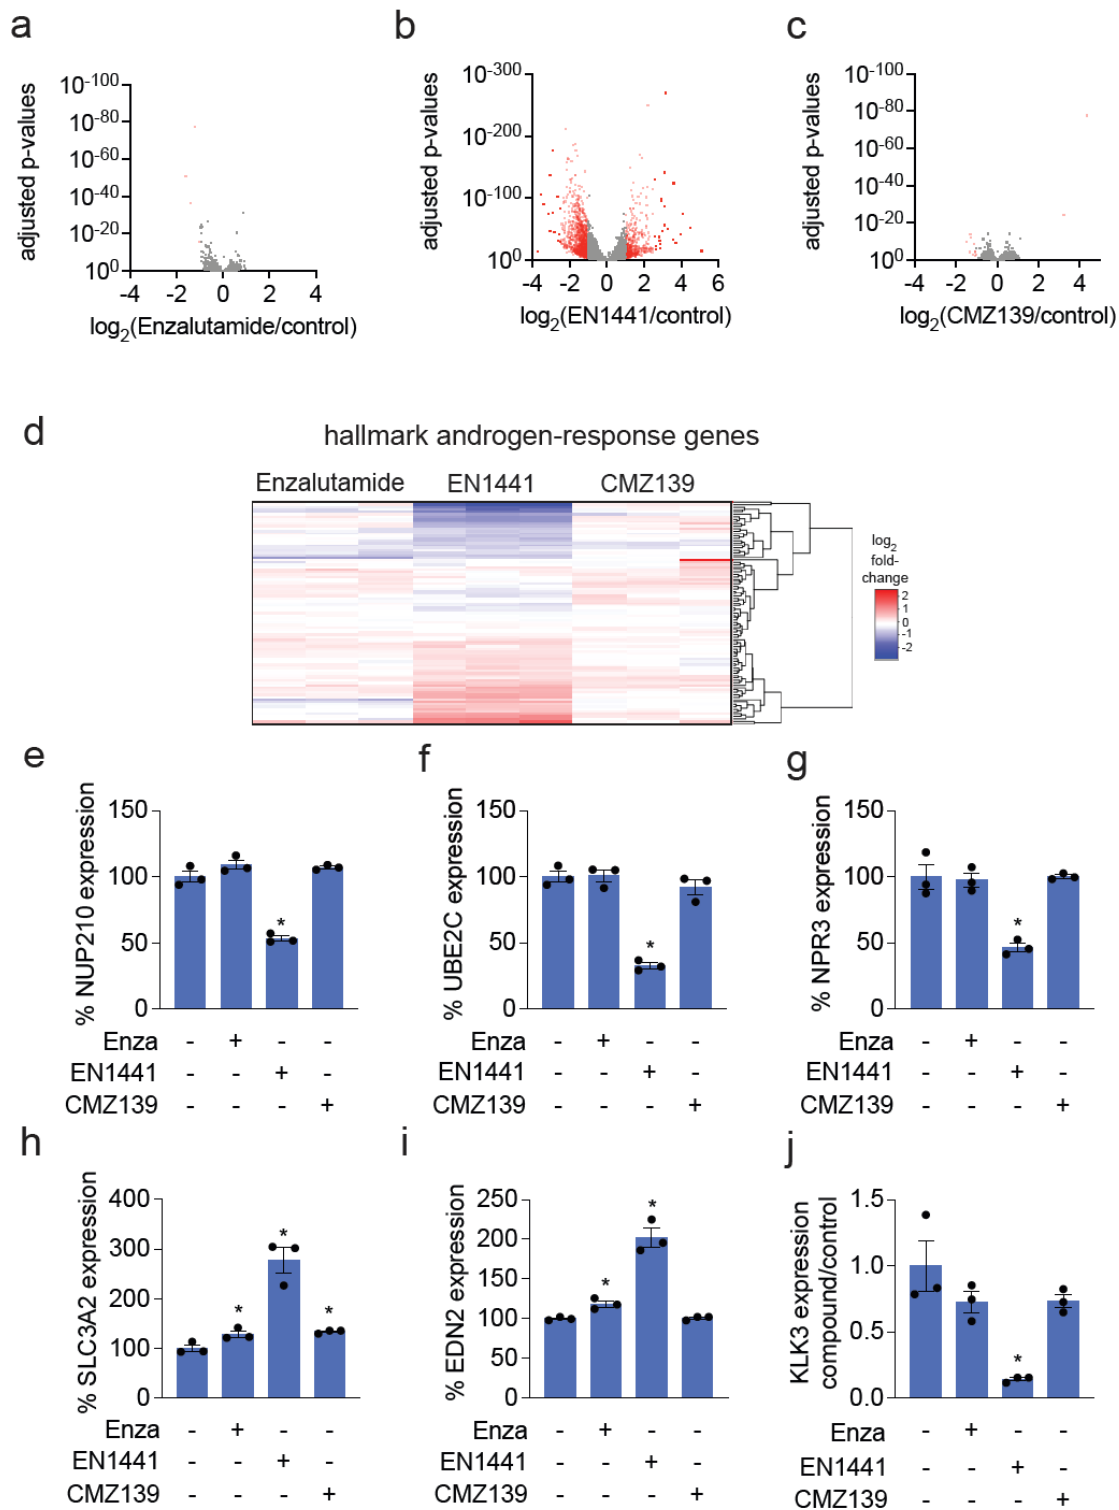 a
b
c
adjusted p-values
10-100
10-80
10-60
10-40
10-20
100
-4 -2 0 2 4
log2(Enzalutamide/control)
adjusted p-values
10-300
10-200
10-100
100
-4 -2 0 2 4 6
log2(EN1441/control)
adjusted p-values
10-100
10-80
10-60
10-40
10-20
100
-4 -2 0 2 4
log2(CMZ139/control)
d
hallmark androgen-response genes
Enzalutamide EN1441 CMZ139
log2
fold-
change
2
1
0
-1
-2
e
% NUP210 expression
150
100
50
0
*
Enza - + - -
EN1441 - - + -
CMZ139 - - - +
f
% UBE2C expression
150
100
50
0
*
Enza - + - -
EN1441 - - + -
CMZ139 - - - +
g
% NPR3 expression
150
100
50
0
*
Enza - + - -
EN1441 - - + -
CMZ139 - - - +
h
% SLC3A2 expression
400
300
200
100
0
* * *
Enza - + - -
EN1441 - - + -
CMZ139 - - - +
i
% EDN2 expression
250
200
150
100
50
0
* *
Enza - + - -
EN1441 - - + -
CMZ139 - - - +
j
KLK3 expression
compound/control
1.5
1.0
0.5
0.0
*
Enza - + - -
EN1441 - - + -
CMZ139 - - - +